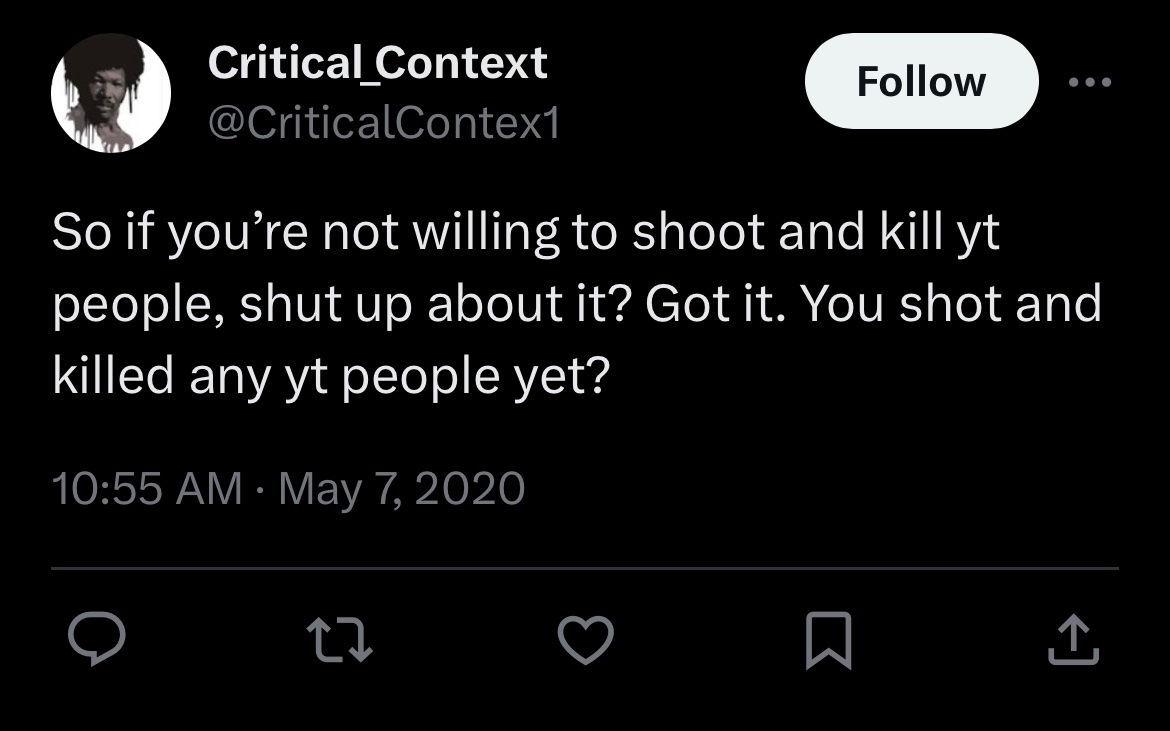 Critical_Context
Follow
@CriticalContex1
So if you’re not willing to shoot and kill yt
people, shut up about it? Got it. You shot and
killed any yt people yet?
10:55 AM · May 7, 2020